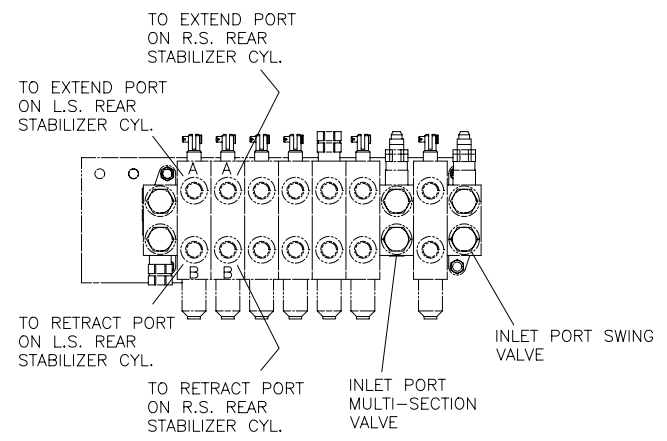 TO EXTEND PORT
ON R.S. REAR
STABILIZER CYL.
TO EXTEND PORT
ON L.S. REAR
STABILIZER CYL.
A
A
B
B
TO RETRACT PORT
ON L.S. REAR
STABILIZER CYL.
TO RETRACT PORT
ON R.S. REAR
STABILIZER CYL.
INLET PORT
MULTI-SECTION
VALVE
INLET PORT SWING
VALVE